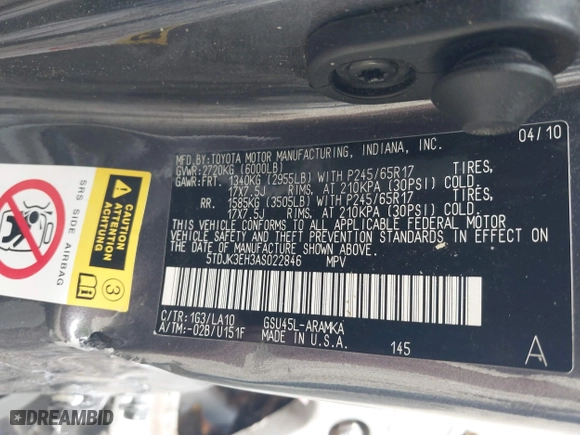 04/10
MFD. BY:TOYOTA MOTOR MANUFACTURING, INDIANA, INC.
GVWR:2720KG (6000LB)
GAWR:FRT. 1340KG (2955LB) WITH P245/65R17 TIRES,
17X7.5J RIMS, AT 210KPA (30PSI) COLD.
RR. 1585KG (3505LB) WITH P245/65R17 TIRES,
17X7.5J RIMS, AT 210KPA (30PSI) COLD.
THIS VEHICLE CONFORMS TO ALL APPLICABLE FEDERAL MOTOR
VEHICLE SAFETY AND THEFT PREVENTION STANDARDS IN EFFECT
ON THE DATE OF MANUFACTURE SHOWN ABOVE.
5TDJK3EH3AS022846 MPV
C/TR:1G3/LA10 GSU45L-ARAMKA
A/TM:-02B/U151F MADE IN U.S.A.
145
A
SRS SIDE AIRBAG
CAUTION
ATTENTION
ACHTUNG
3
DREAMBID